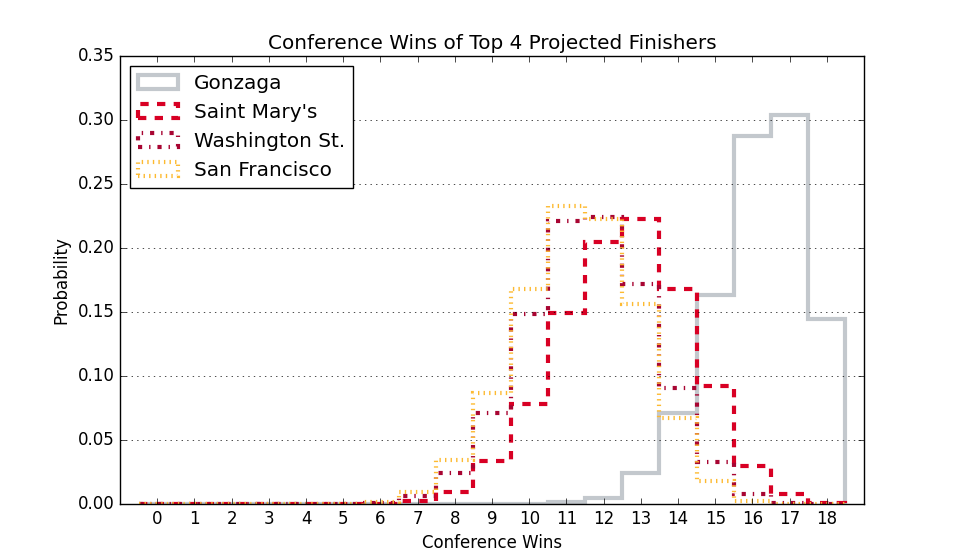 Conference Wins of Top 4 Projected Finishers
0.35
0.30
0.25
0.20
0.15
0.10
0.05
0.00
Probability
Gonzaga
Saint Mary's
Washington St.
San Francisco
0 1 2 3 4 5 6 7 8 9 10 11 12 13 14 15 16 17 18
Conference Wins